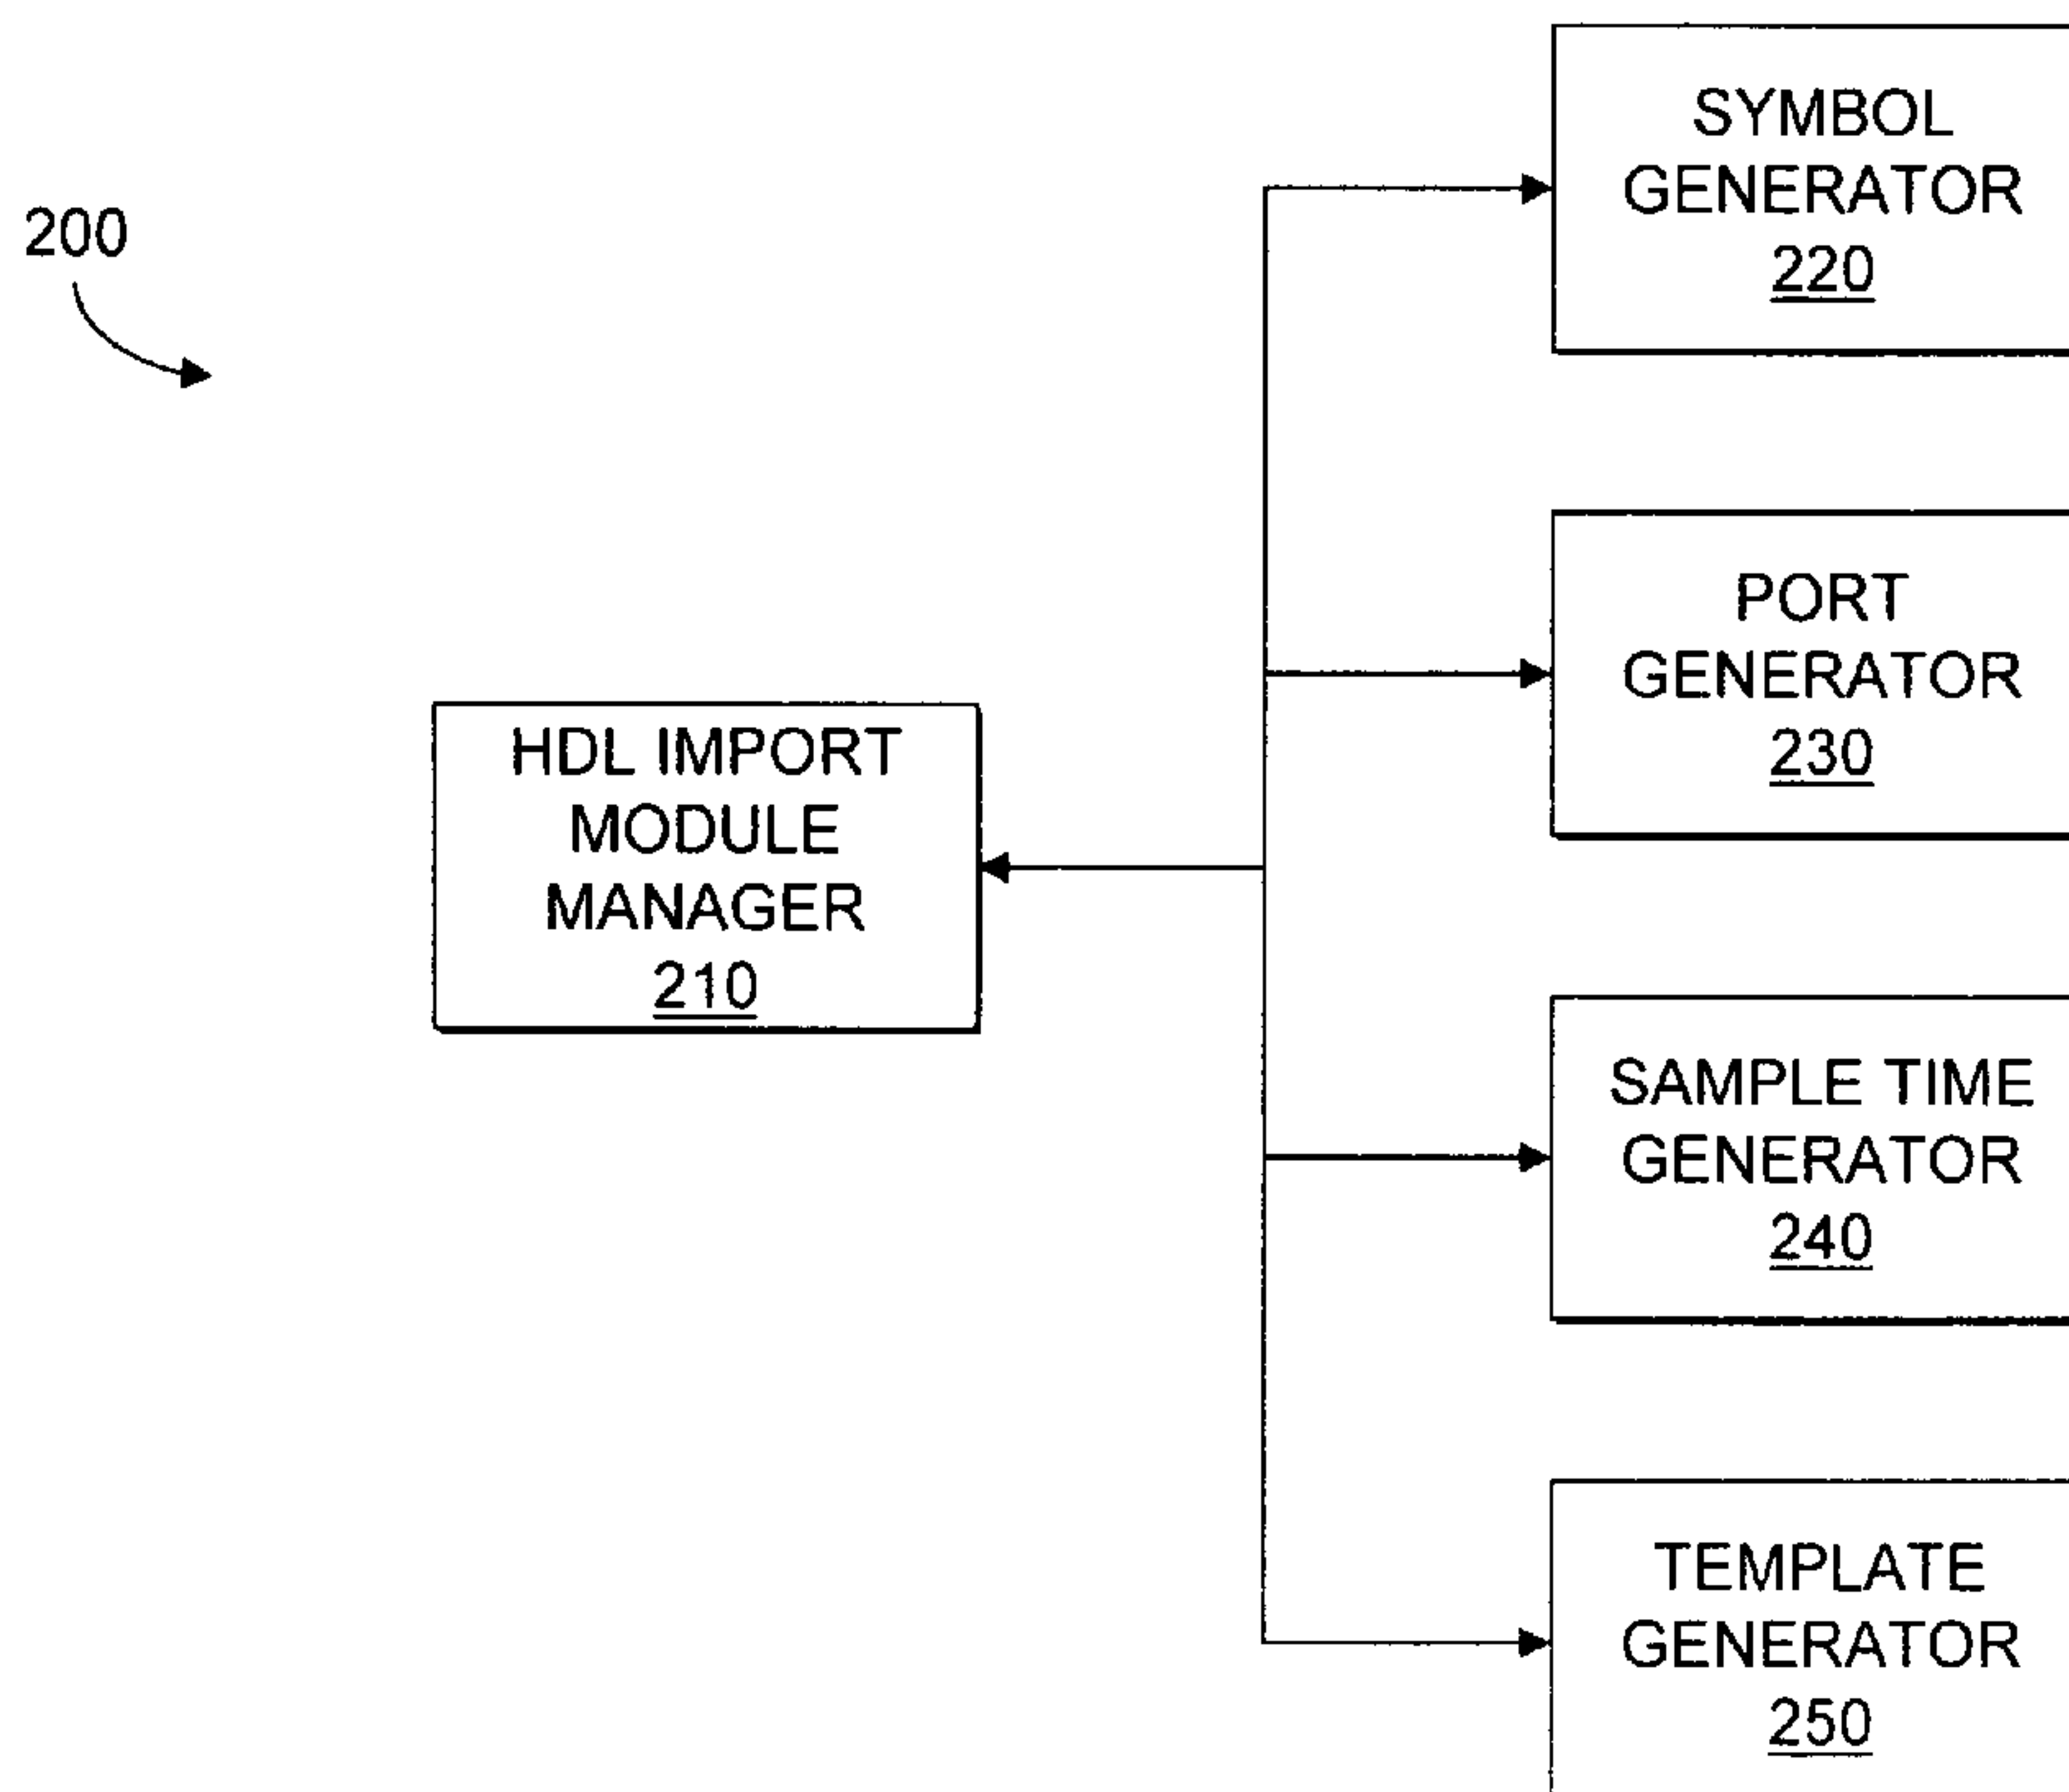 200
HDL IMPORT
MODULE
MANAGER
210
SYMBOL
GENERATOR
220
PORT
GENERATOR
230
SAMPLE TIME
GENERATOR
240
TEMPLATE
GENERATOR
250